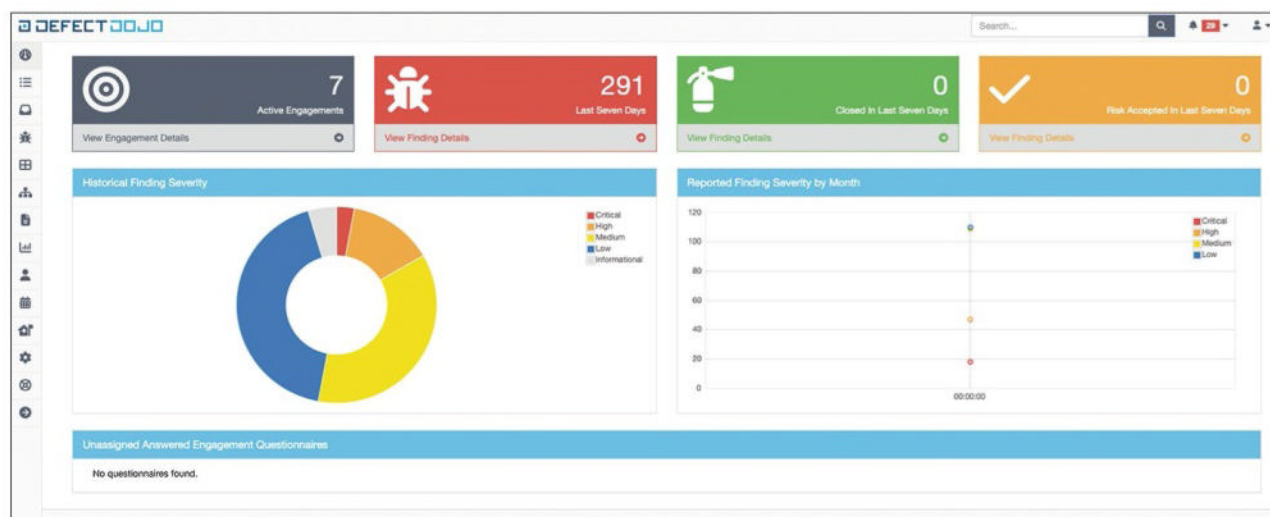 DEFECTDOJO
Search...
29
7
Active Engagements
View Engagement Details
291
Last Seven Days
View Finding Details
0
Closed In Last Seven Days
View Finding Details
0
Risk Accepted In Last Seven Days
View Finding Details
Historical Finding Severity
Critical
High
Medium
Low
Informational
Reported Finding Severity by Month
120
100
80
60
40
20
0
00:00:00
Critical
High
Medium
Low
Unassigned Answered Engagement Questionnaires
No questionnaires found.